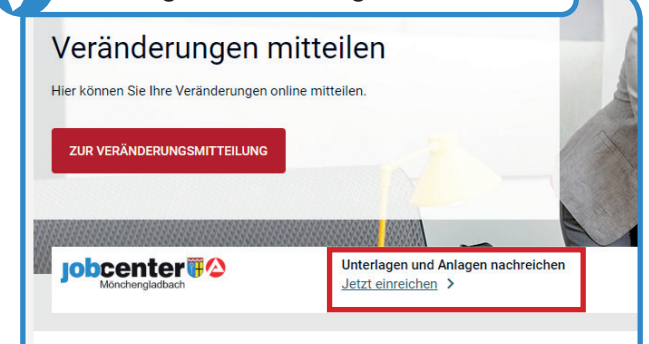 Veränderungen mitteilen
Hier können Sie Ihre Veränderungen online mitteilen.
ZUR VERÄNDERUNGSMITTEILUNG
jobcenter
Mönchengladbach
Unterlagen und Anlagen nachreichen
Jetzt einreichen >